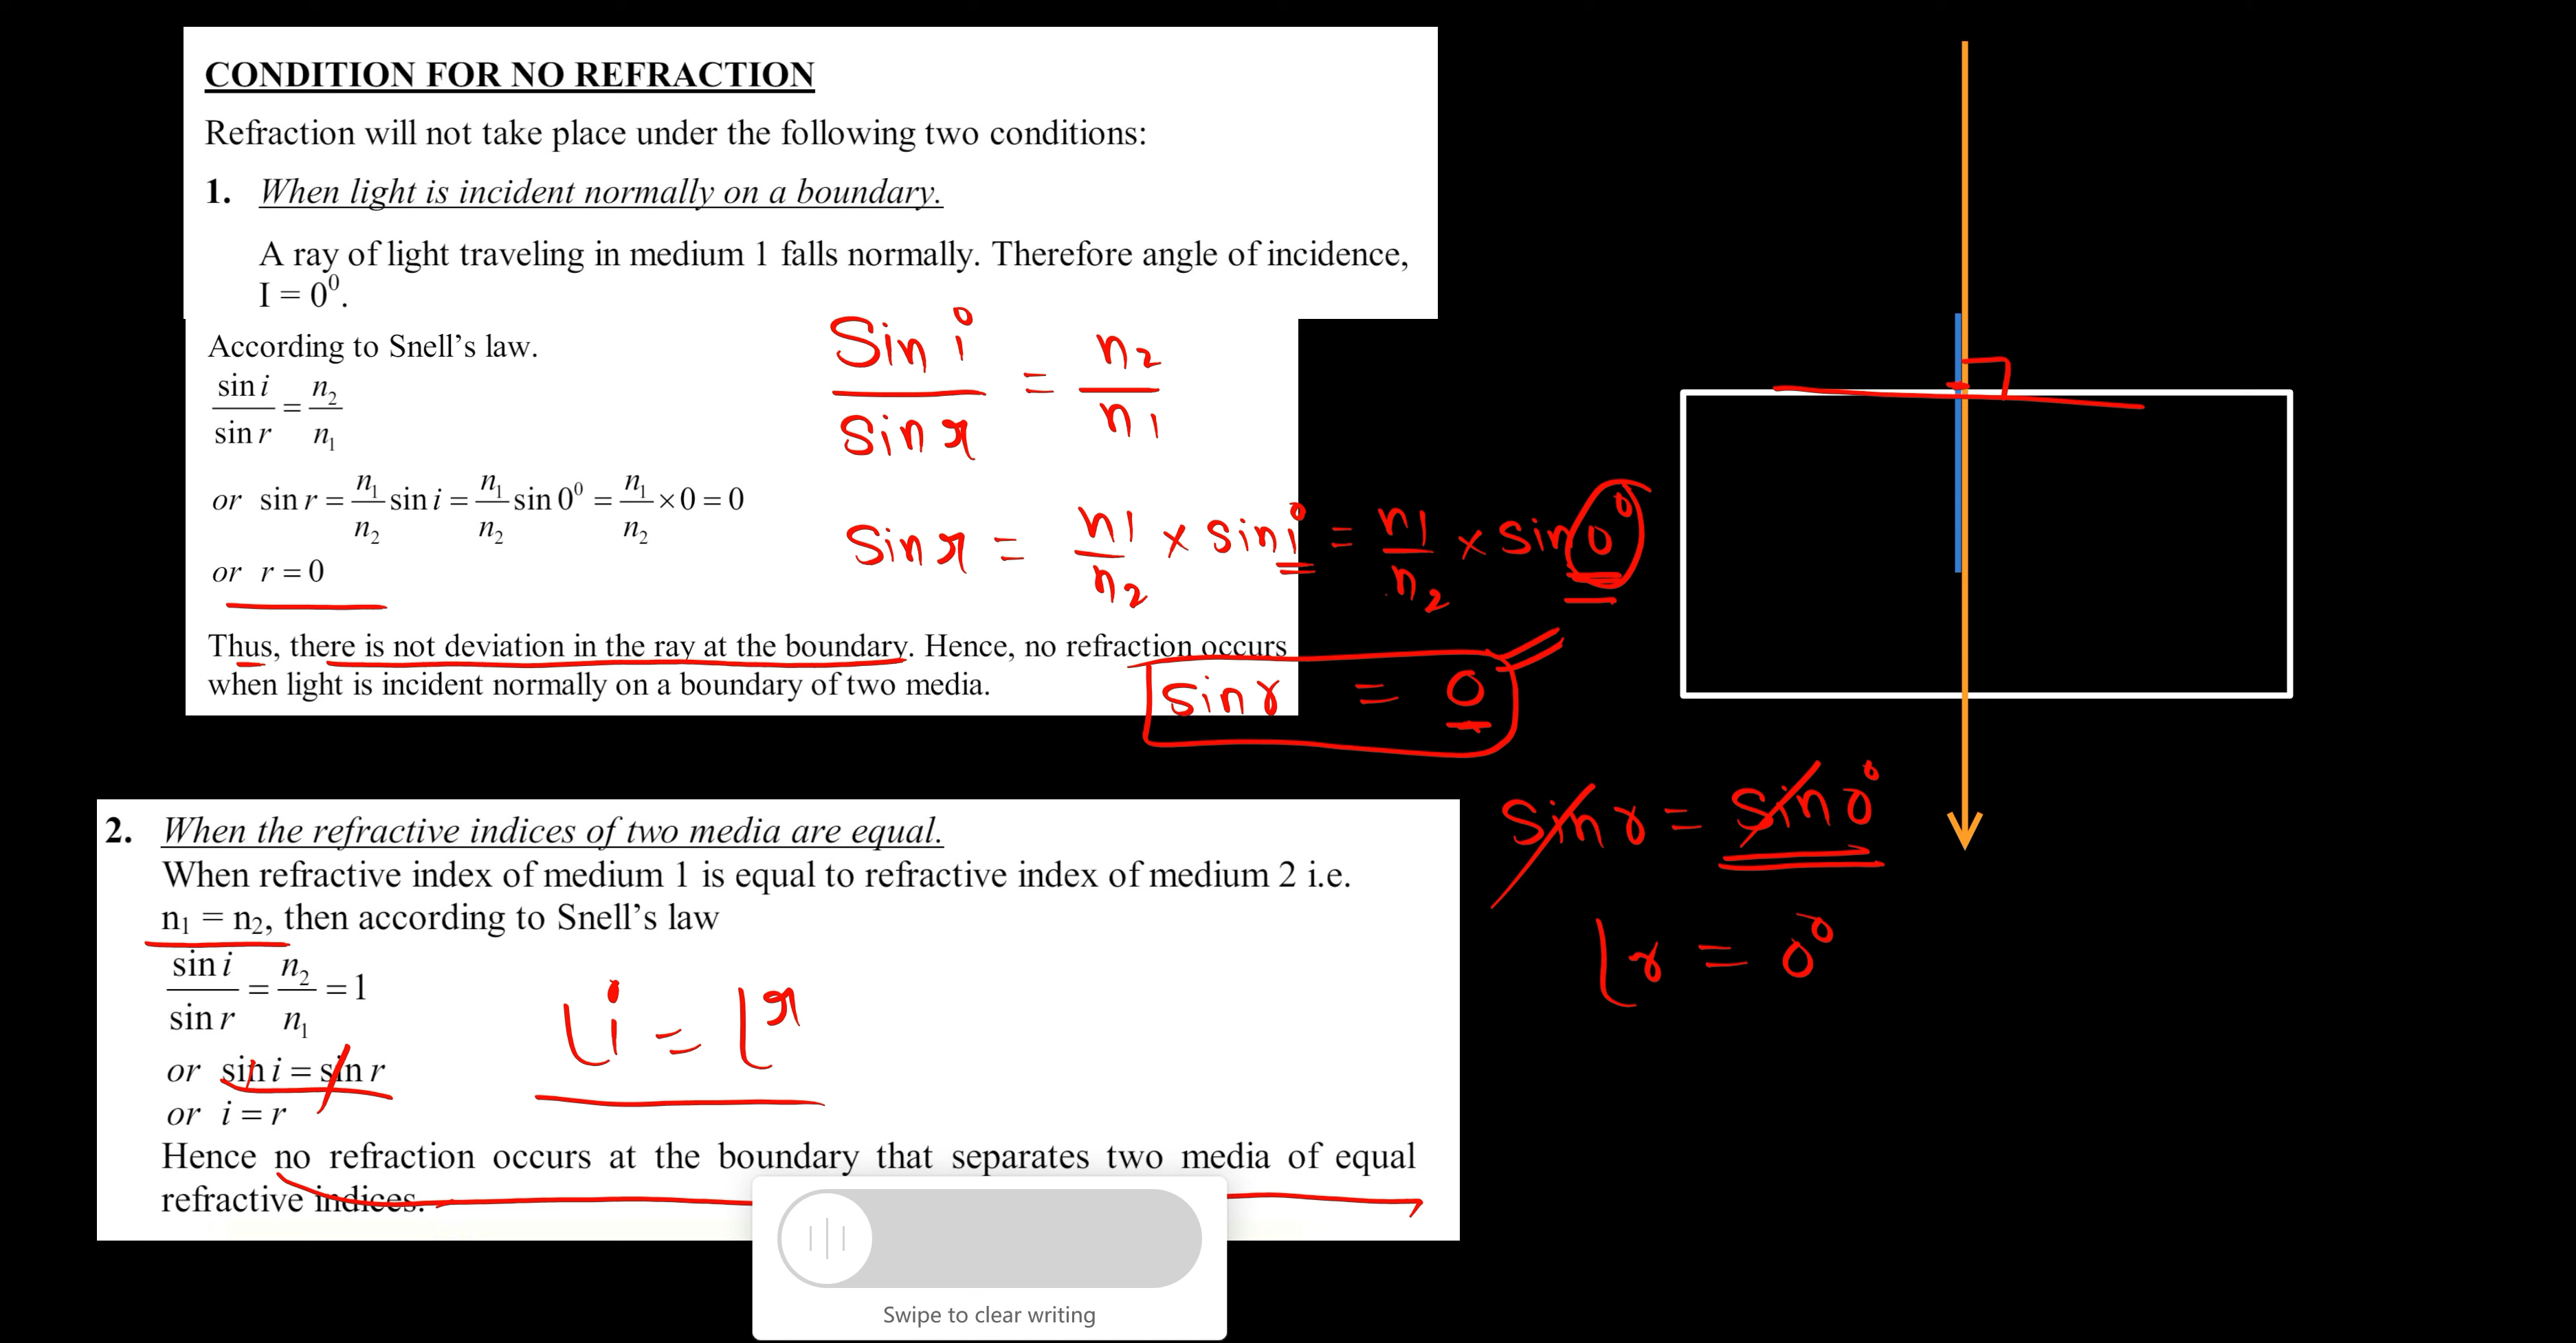 CONDITION FOR NO REFRACTION
Refraction will not take place under the following two conditions:
1. When light is incident normally on a boundary.
A ray of light traveling in medium 1 falls normally. Therefore angle of incidence,
I = 0⁰.
According to Snell’s law.
sin i / sin r = n₂ / n₁
or sin r = n₁/n₂ sin i = n₁/n₂ sin 0⁰ = n₁/n₂ × 0 = 0
or r = 0
Thus, there is not deviation in the ray at the boundary. Hence, no refraction occurs
when light is incident normally on a boundary of two media.
Sin i / Sin r = n₂ / n₁
Sin r = n₁/n₂ × Sin i = n₁/n₂ × Sin 0⁰
Sin r = 0
Sin r = Sin 0⁰
∠r = 0⁰
2. When the refractive indices of two media are equal.
When refractive index of medium 1 is equal to refractive index of medium 2 i.e.
n₁ = n₂, then according to Snell’s law
sin i / sin r = n₂ / n₁ = 1
or sin i = sin r
or i = r
∠i = ∠r
Hence no refraction occurs at the boundary that separates two media of equal
refractive indices.
Swipe to clear writing